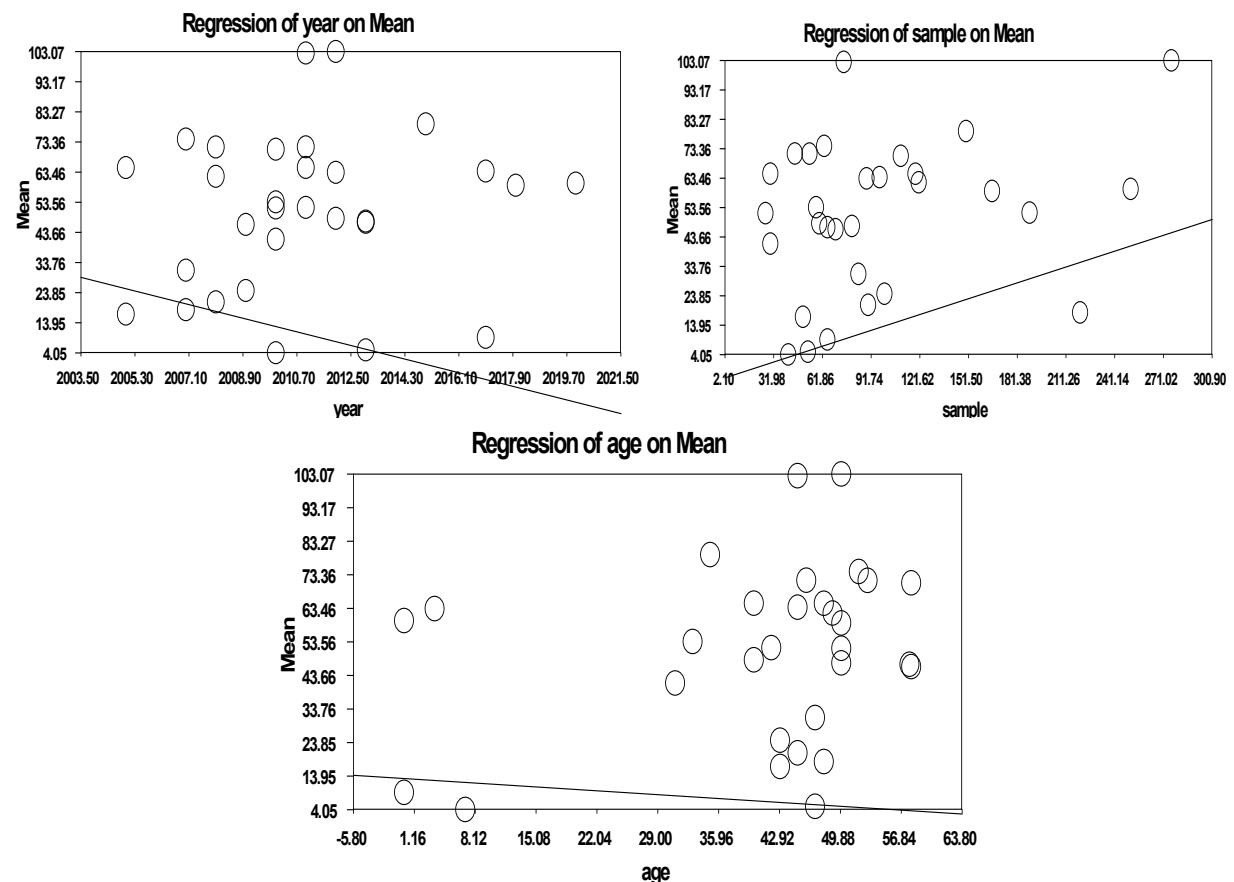 Regression of year on Mean
103.07
93.17
83.27
73.36
63.46
53.56
43.66
33.76
23.85
13.95
4.05
Mean
2003.50 2005.30 2007.10 2008.90 2010.70 2012.50 2014.30 2016.10 2017.90 2019.70 2021.50
year
Regression of sample on Mean
103.07
93.17
83.27
73.36
63.46
53.56
43.66
33.76
23.85
13.95
4.05
Mean
2.10 31.98 61.86 91.74 121.62 151.50 181.38 211.26 241.14 271.02 300.90
sample
Regression of age on Mean
103.07
93.17
83.27
73.36
63.46
53.56
43.66
33.76
23.85
13.95
4.05
Mean
-5.80 1.16 8.12 15.08 22.04 29.00 35.96 42.92 49.88 56.84 63.80
age